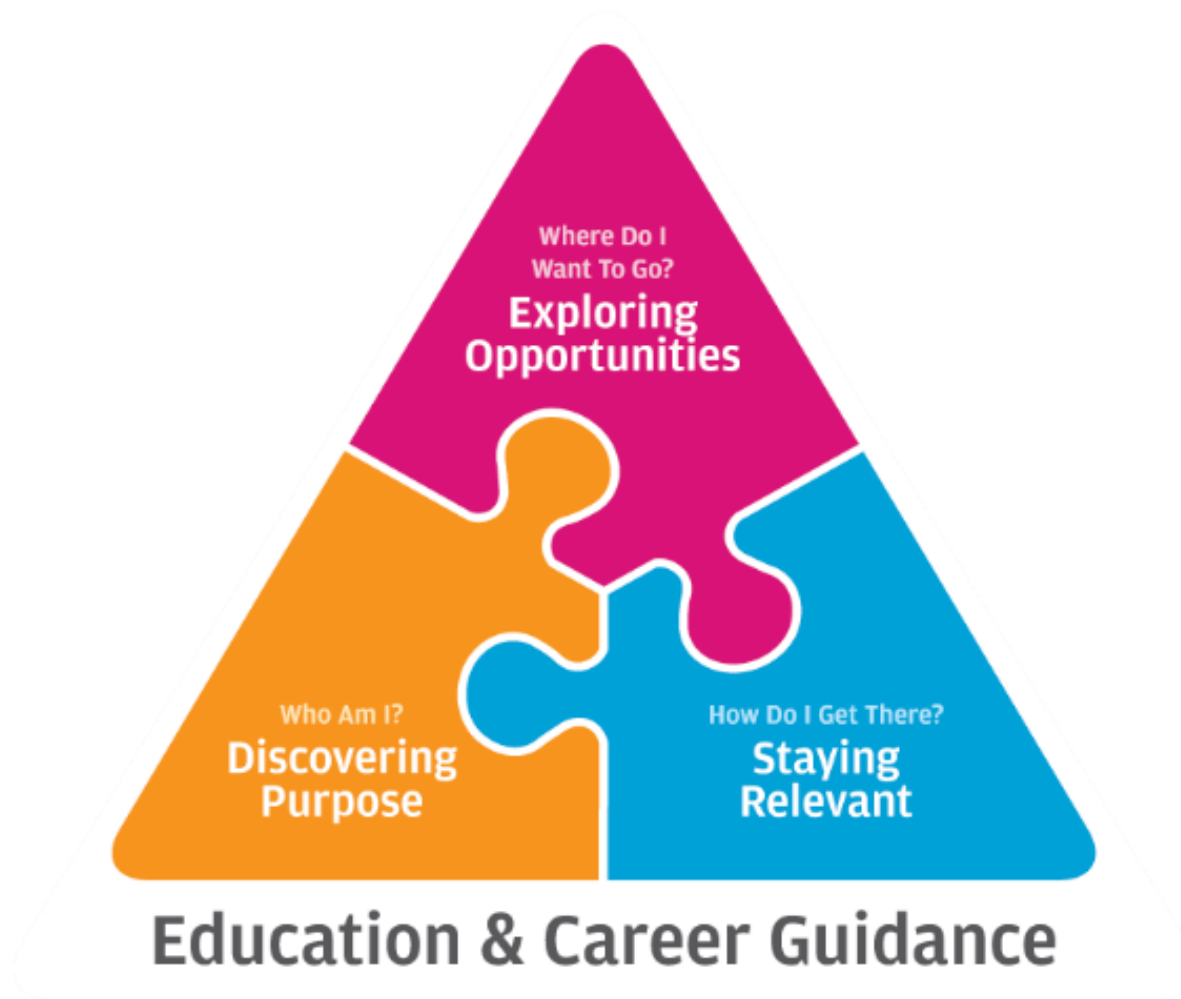 Where Do I
Want To Go?
Exploring
Opportunities
Who Am I?
Discovering
Purpose
How Do I Get There?
Staying
Relevant
Education & Career Guidance